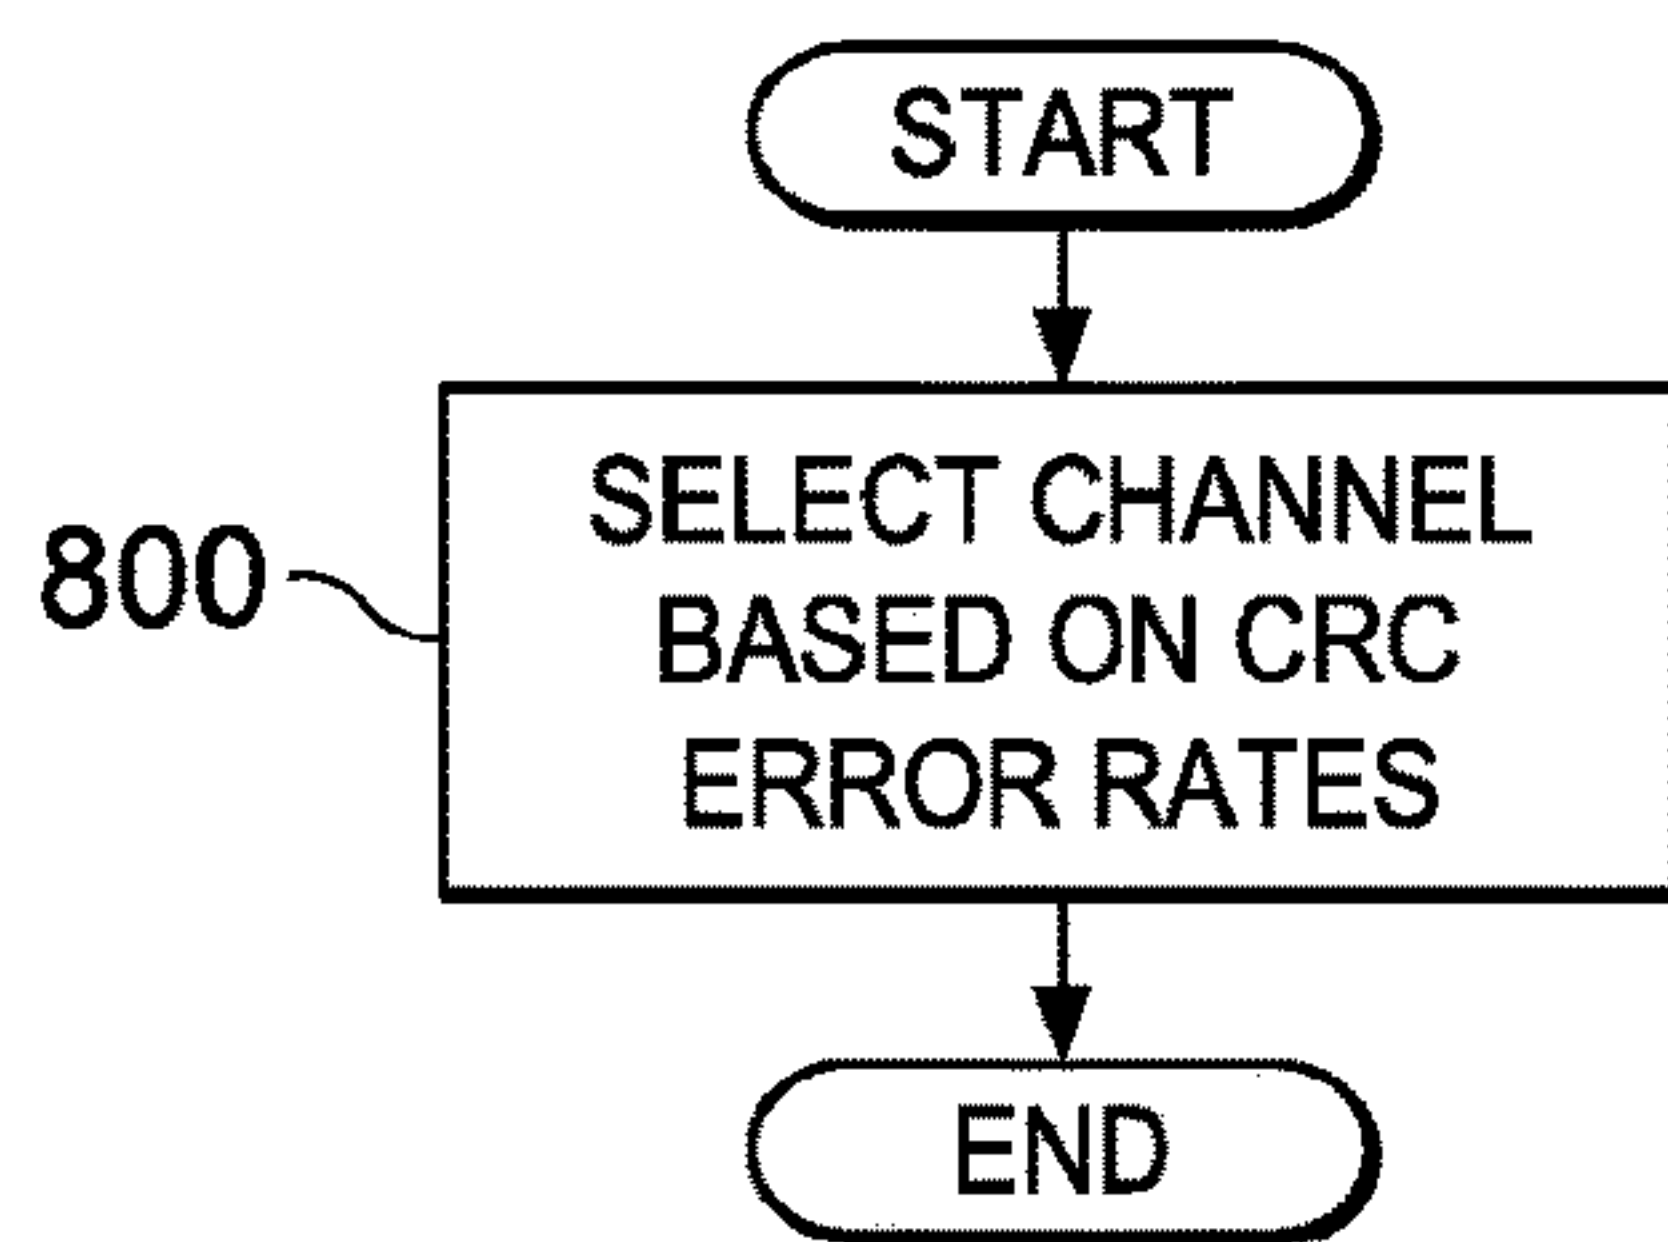 START
SELECT CHANNEL
800
BASED ON CRC
ERROR RATES
END